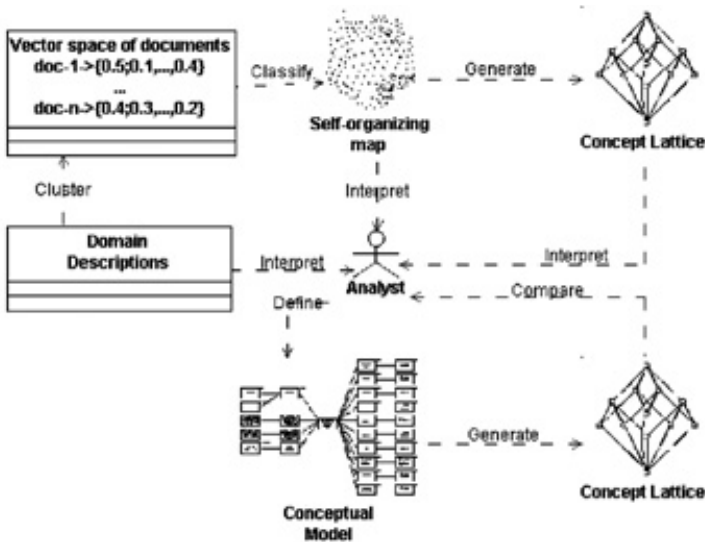 Vector space of documents
doc-1->{0.5;0.1,...,0.4}
...
doc-n->{0.4;0.3,...,0.2}
Classify
Self-organizing
map
Generate
Concept Lattice
Cluster
Interpret
Domain
Descriptions
Interpret
Analyst
Interpret
Compare
Define
Generate
Conceptual
Model
Concept Lattice